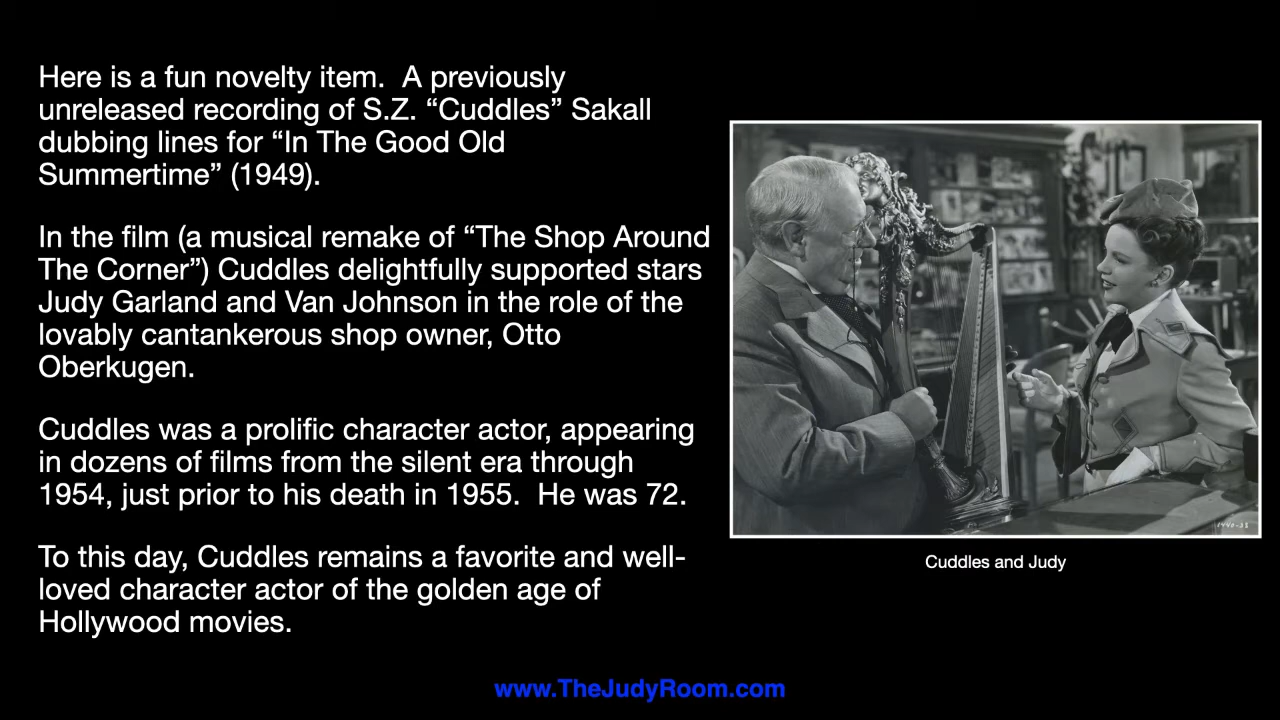 Here is a fun novelty item.  A previously
unreleased recording of S.Z. “Cuddles” Sakall
dubbing lines for “In The Good Old
Summertime” (1949).
In the film (a musical remake of “The Shop Around
The Corner”) Cuddles delightfully supported stars
Judy Garland and Van Johnson in the role of the
lovably cantankerous shop owner, Otto
Oberkugen.
Cuddles was a prolific character actor, appearing
in dozens of films from the silent era through
1954, just prior to his death in 1955.  He was 72.
To this day, Cuddles remains a favorite and well-
loved character actor of the golden age of
Hollywood movies.
Cuddles and Judy
www.TheJudyRoom.com